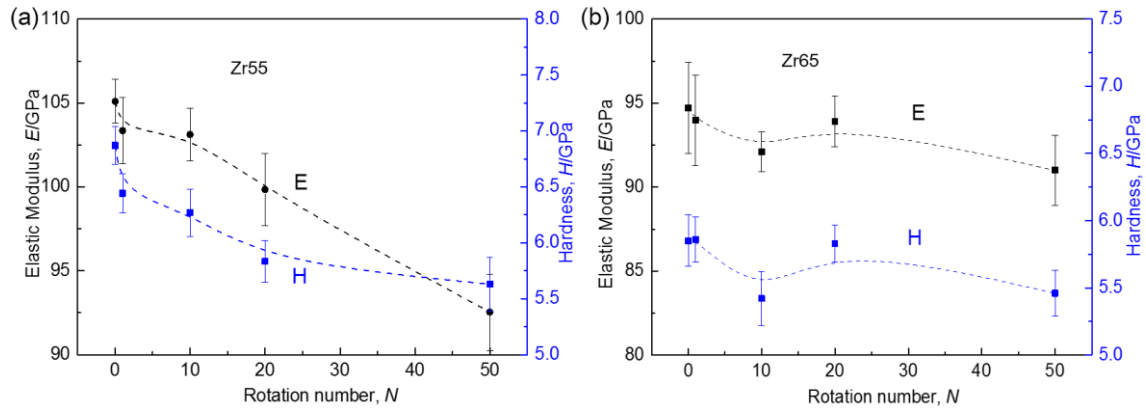 (a)
Zr55
E
H
Elastic Modulus, E/GPa
110
105
100
95
90
Hardness, H/GPa
8.0
7.5
7.0
6.5
6.0
5.5
5.0
0 10 20 30 40 50
Rotation number, N
(b)
Zr65
E
H
Elastic Modulus, E/GPa
100
95
90
85
80
Hardness, H/GPa
7.5
7.0
6.5
6.0
5.5
5.0
0 10 20 30 40 50
Rotation number, N